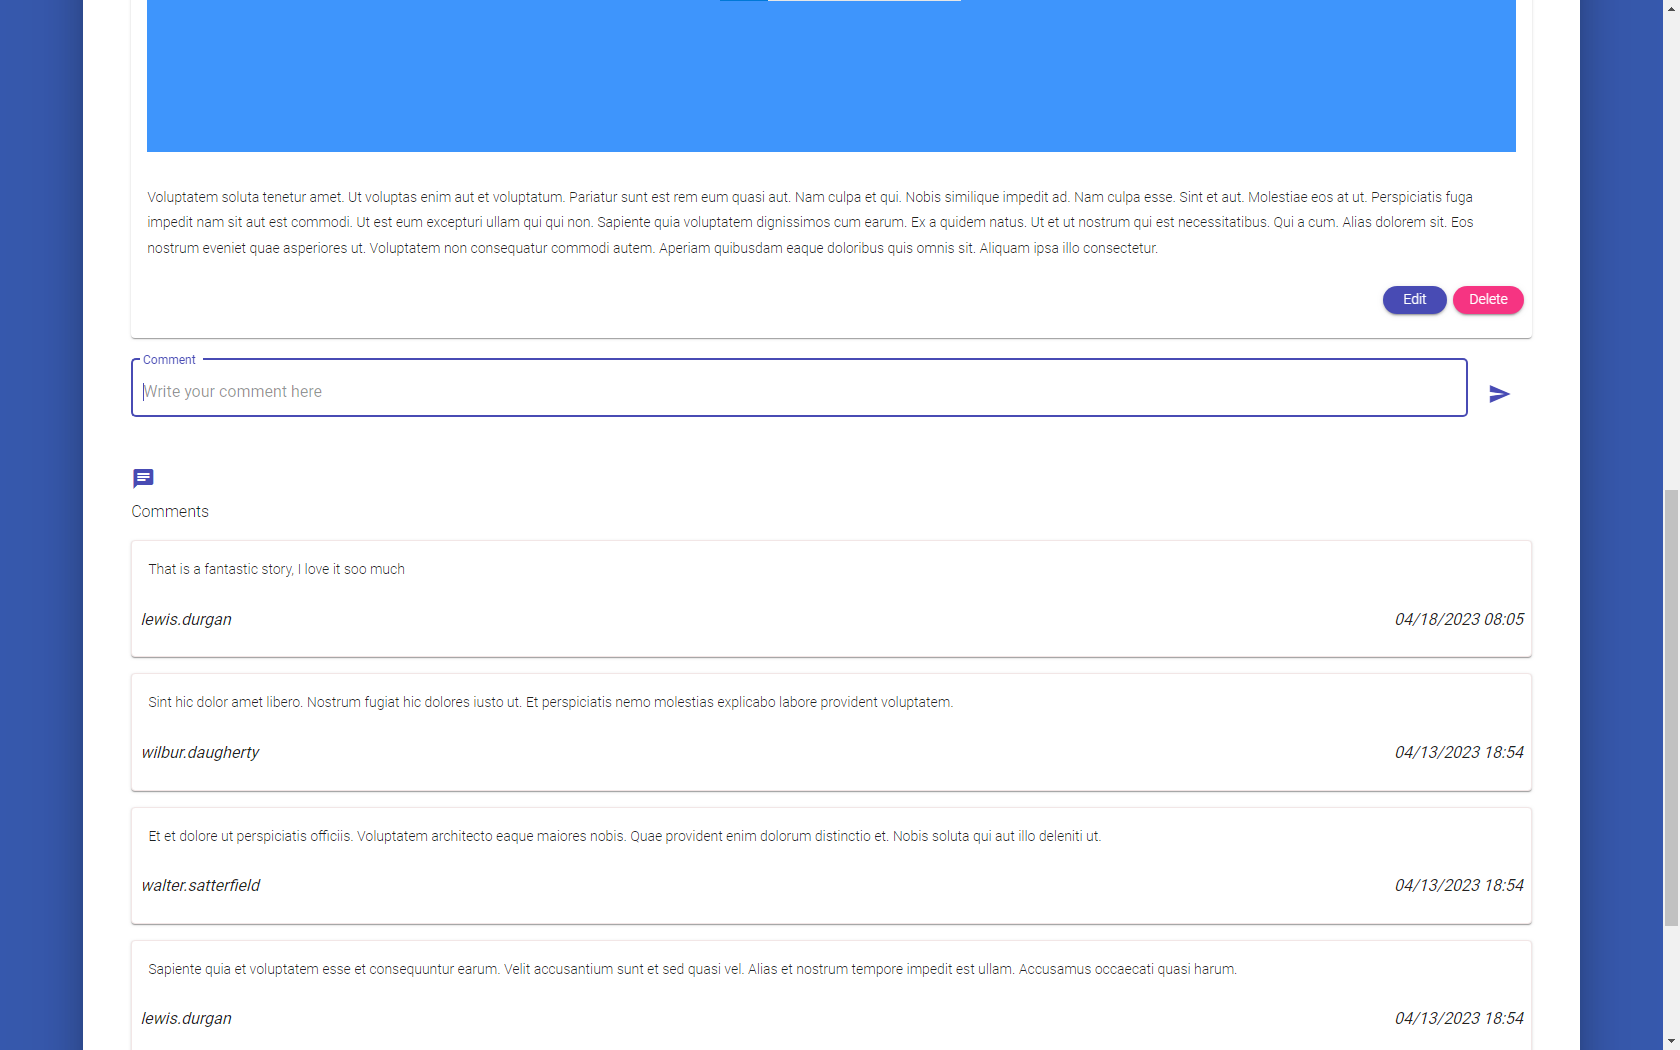 Voluptatem soluta tenetur amet. Ut voluptas enim aut et voluptatum. Pariatur sunt est rem eum quasi aut. Nam culpa et qui. Nobis similique impedit ad. Nam culpa esse. Sint et aut. Molestiae eos at ut. Perspiciatis fuga
impedit nam sit aut est commodi. Ut est eum excepturi ullam qui qui non. Sapiente quia voluptatem dignissimos cum earum. Ex a quidem natus. Ut et ut nostrum qui est necessitatibus. Qui a cum. Alias dolorem sit. Eos
nostrum eveniet quae asperiores ut. Voluptatem non consequatur commodi autem. Aperiam quibusdam eaque doloribus quis omnis sit. Aliquam ipsa illo consectetur.
Edit Delete
Comment
Write your comment here
Comments
That is a fantastic story, I love it soo much
lewis.durgan 04/18/2023 08:05
Sint hic dolor amet libero. Nostrum fugiat hic dolores iusto ut. Et perspiciatis nemo molestias explicabo labore provident voluptatem.
wilbur.daugherty 04/13/2023 18:54
Et et dolore ut perspiciatis officiis. Voluptatem architecto eaque maiores nobis. Quae provident enim dolorum distinctio et. Nobis soluta qui aut illo deleniti ut.
walter.satterfield 04/13/2023 18:54
Sapiente quia et voluptatem esse et consequuntur earum. Velit accusantium sunt et sed quasi vel. Alias et nostrum tempore impedit est ullam. Accusamus occaecati quasi harum.
lewis.durgan 04/13/2023 18:54